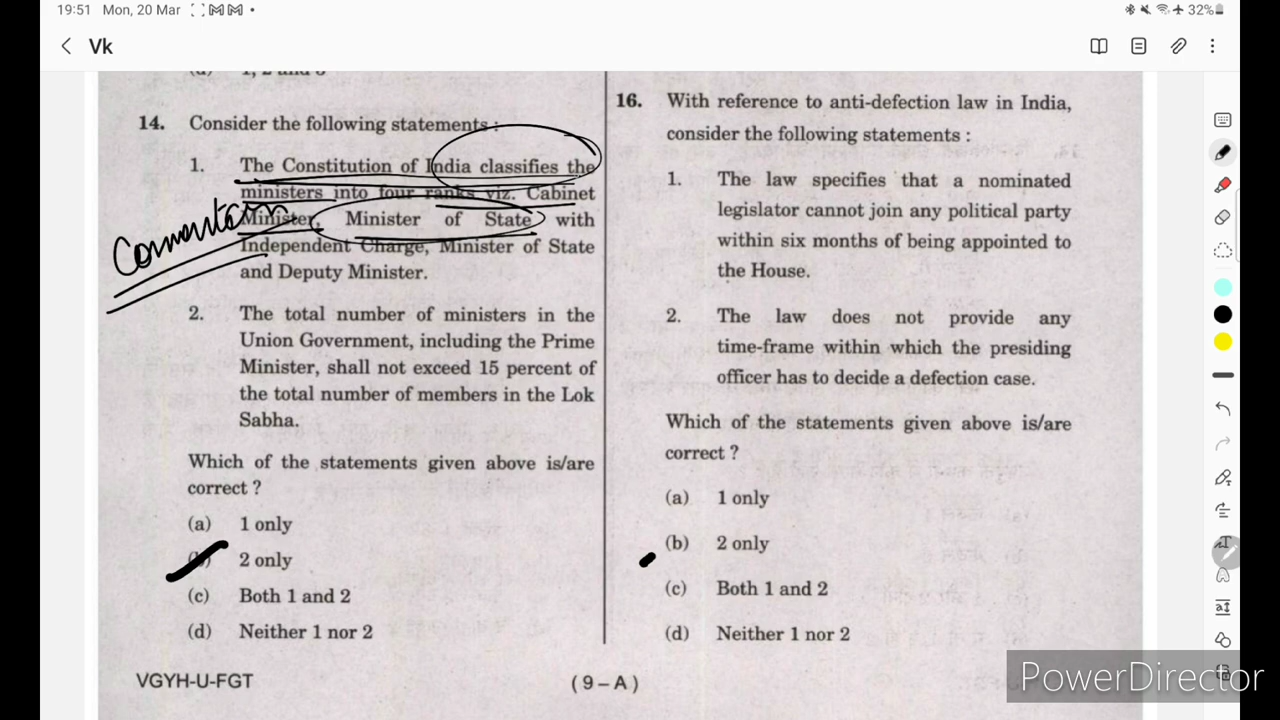 19:51 Mon, 20 Mar
32%
Vk
14. Consider the following statements :
1. The Constitution of India classifies the
ministers into four ranks viz. Cabinet
Minister, Minister of State with
Independent Charge, Minister of State
and Deputy Minister.
2. The total number of ministers in the
Union Government, including the Prime
Minister, shall not exceed 15 percent of
the total number of members in the Lok
Sabha.
Which of the statements given above is/are
correct ?
(a) 1 only
(b) 2 only
(c) Both 1 and 2
(d) Neither 1 nor 2
VGYH-U-FGT
( 9 – A )
16. With reference to anti-defection law in India,
consider the following statements :
1. The law specifies that a nominated
legislator cannot join any political party
within six months of being appointed to
the House.
2. The law does not provide any
time-frame within which the presiding
officer has to decide a defection case.
Which of the statements given above is/are
correct ?
(a) 1 only
(b) 2 only
(c) Both 1 and 2
(d) Neither 1 nor 2
PowerDirector